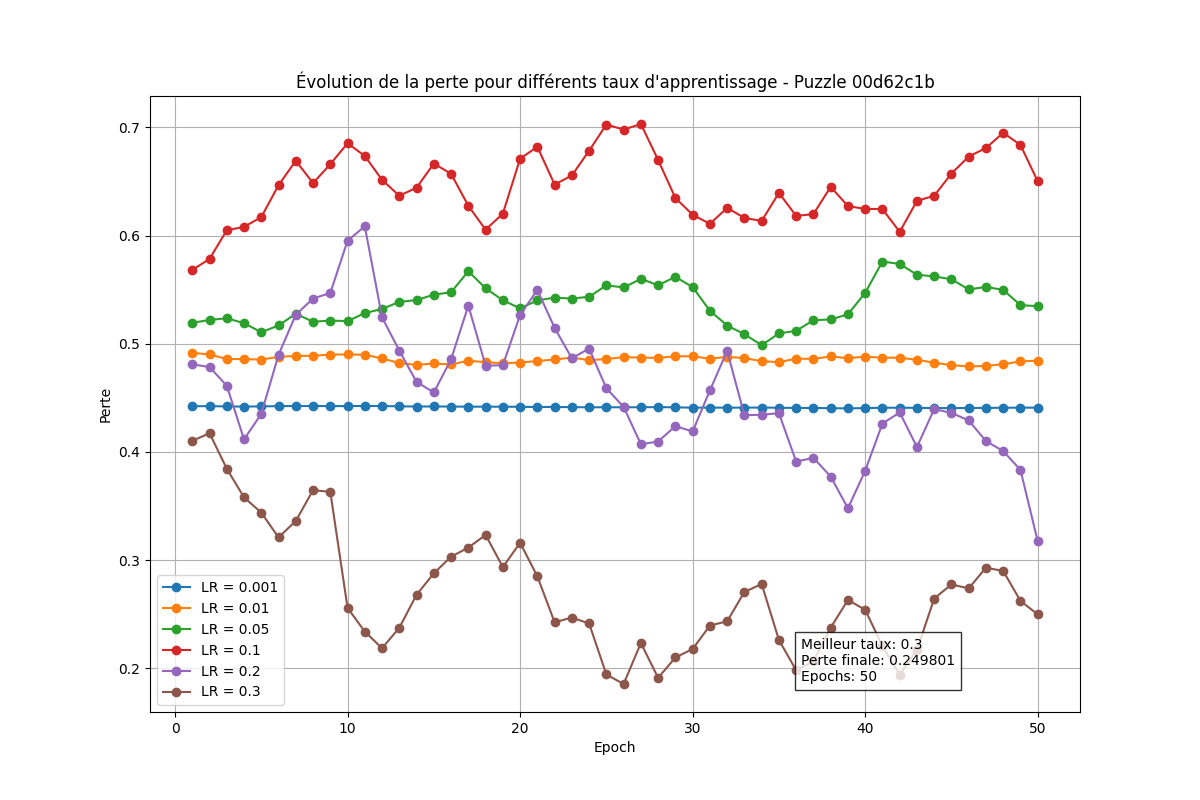 Évolution de la perte pour différents taux d'apprentissage - Puzzle 00d62c1b
Perte
0.7
0.6
0.5
0.4
0.3
0.2
LR = 0.001
LR = 0.01
LR = 0.05
LR = 0.1
LR = 0.2
LR = 0.3
Meilleur taux: 0.3
Perte finale: 0.249801
Epochs: 50
0 10 20 30 40 50
Epoch